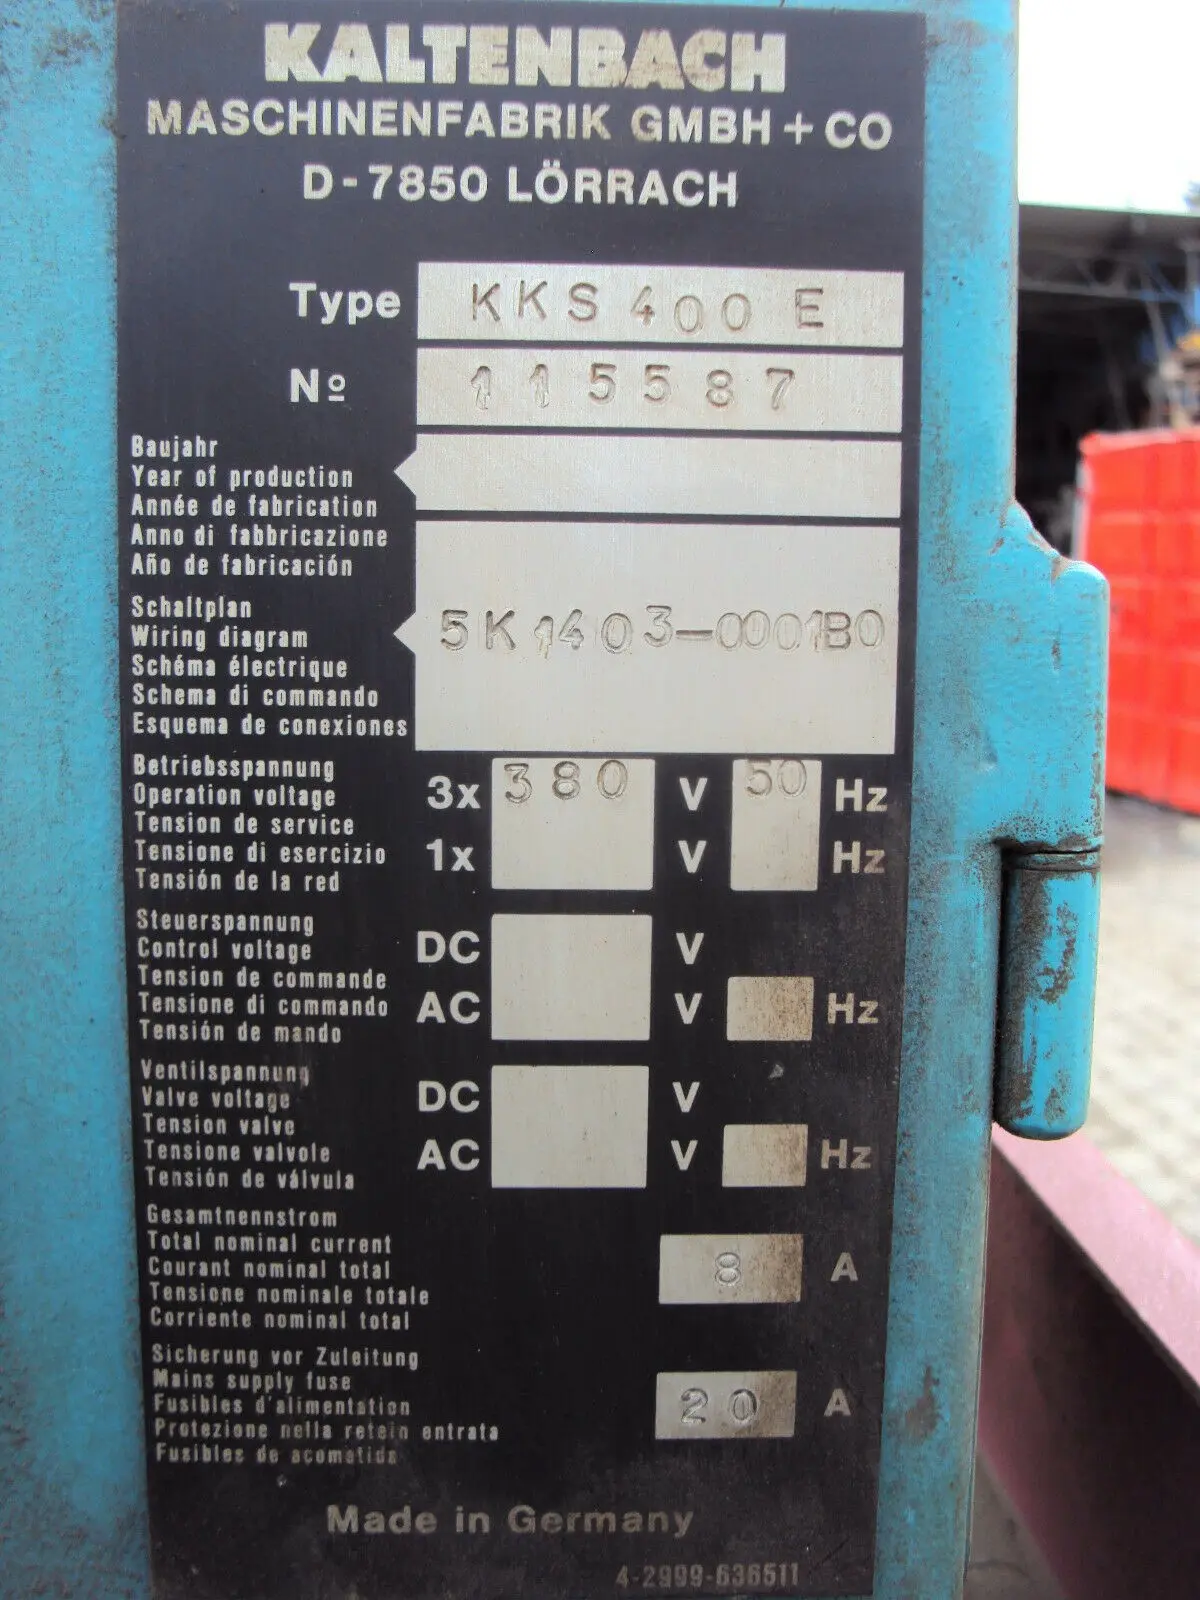 KALTENBACH
MASCHINENFABRIK GMBH + CO
D-7850 LÖRRACH
Type KKS 400 E
Nº 115587
Baujahr
Year of production
Année de fabrication
Anno di fabbricazione
Año de fabricación
Schaltplan
Wiring diagram 5K1403-0001B0
Schéma électrique
Schema di commando
Esquema de conexiones
Betriebsspannung
Operation voltage 3x 380 V 50 Hz
Tension de service
Tensione di esercizio 1x V Hz
Tensión de la red
Steuerspannung
Control voltage DC V
Tension de commande
Tensione di commando AC V Hz
Tensión de mando
Ventilspannung
Valve voltage DC V
Tension valve
Tensione valvole AC V Hz
Tensión de válvula
Gesamtnennstrom
Total nominal current
Courant nominal total 8 A
Tensione nominale totale
Corriente nominal total
Sicherung vor Zuleitung
Mains supply fuse
Fusibles d'alimentation 20 A
Protezione nella retein entrata
Fusibles de acometida
Made in Germany
4-2999-636511